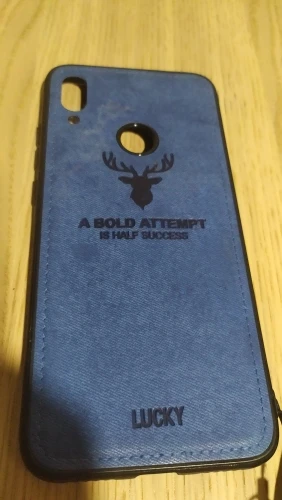 A BOLD ATTEMPT
IS HALF SUCCESS
LUCKY